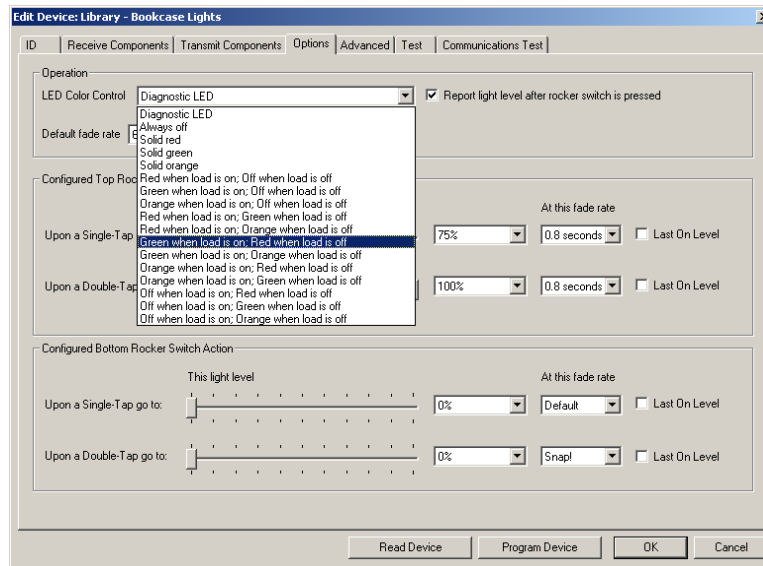 Edit Device: Library - Bookcase Lights
ID Receive Components Transmit Components Options Advanced Test Communications Test
Operation
LED Color Control Diagnostic LED Report light level after rocker switch is pressed
Diagnostic LED
Always off
Default fade rate
Solid red
Solid green
Solid orange
Red when load is on; Off when load is off
Configured Top
Green when load is on; Off when load is off
Orange when load is on; Off when load is off
Red when load is on; Green when load is off
At this fade rate
Red when load is on; Orange when load is off
Upon a Single-Tap 75% 0.8 seconds Last On Level
Green when load is on; Red when load is off
Green when load is on; Orange when load is off
Orange when load is on; Red when load is off
Orange when load is on; Green when load is off
Upon a Double-Tap 100% 0.8 seconds Last On Level
Off when load is on; Red when load is off
Off when load is on; Green when load is off
Off when load is on; Orange when load is off
Configured Bottom Rocker Switch Action
This light level At this fade rate
Upon a Single-Tap go to: 0% Default Last On Level
Upon a Double-Tap go to: 0% Snap! Last On Level
Read Device Program Device OK Cancel